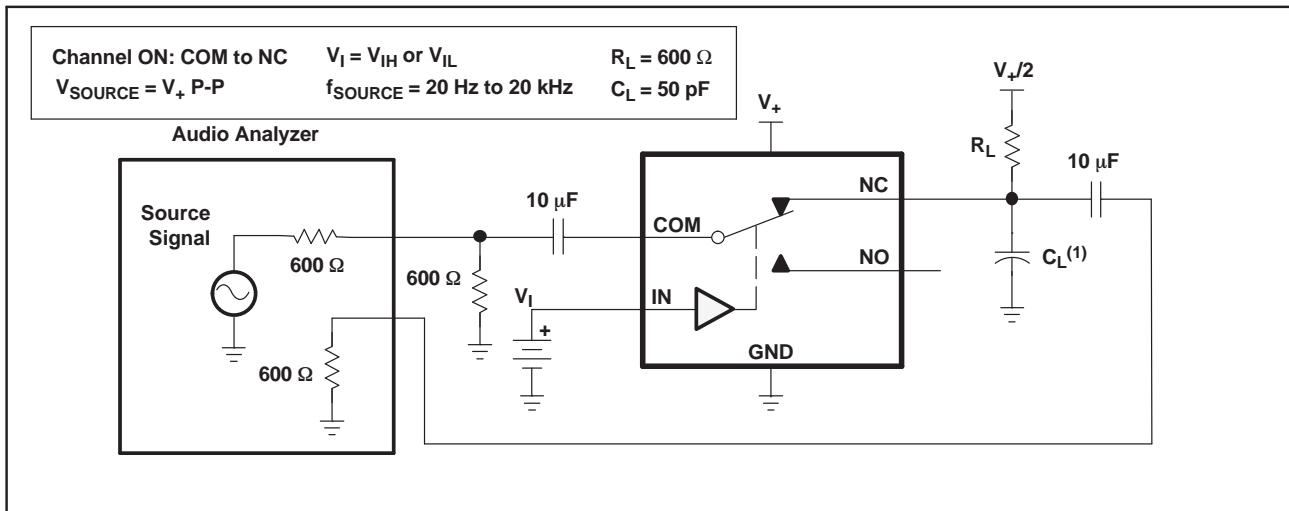 Channel ON: COM to NC
V_I = V_IH or V_IL
R_L = 600 Ω
V_SOURCE = V_+ P-P
f_SOURCE = 20 Hz to 20 kHz
C_L = 50 pF
Audio Analyzer
Source
Signal
600 Ω
600 Ω
600 Ω
10 μF
V_I
+
V_+
COM
IN
NC
NO
GND
V_+/2
R_L
10 μF
C_L(1)